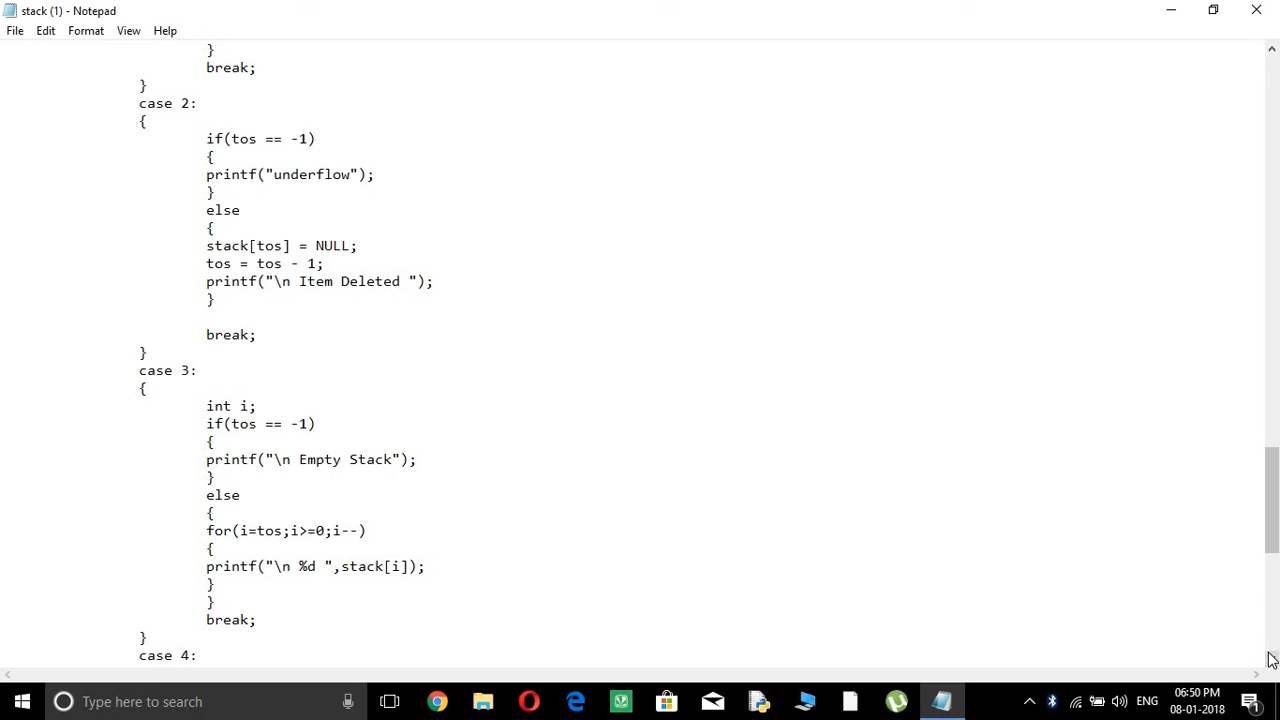 stack (1) - Notepad
File Edit Format View Help
}
break;
}
case 2:
{
if(tos == -1)
{
printf("underflow");
}
else
{
stack[tos] = NULL;
tos = tos - 1;
printf("\n Item Deleted ");
}
break;
}
case 3:
{
int i;
if(tos == -1)
{
printf("\n Empty Stack");
}
else
{
for(i=tos;i>=0;i--)
{
printf("\n %d ",stack[i]);
}
}
break;
}
case 4:
Type here to search
ENG
06:50 PM
08-01-2018
1